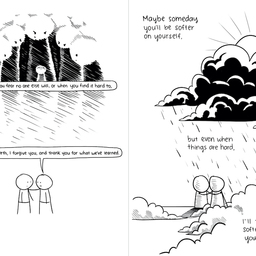 you fear no one else will, or when you find it hard to,
I forgive you, and thank you for what we've learned.
Maybe someday,
you'll be softer
on yourself,
but even when
things are hard,
I'll